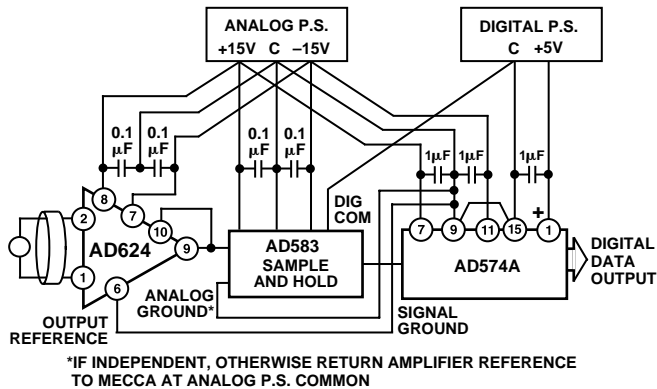 ANALOG P.S.
+15V C –15V
DIGITAL P.S.
C +5V
0.1 μF
0.1 μF
0.1 μF
0.1 μF
1μF
1μF
1μF
+
8
7
10
9
2
1
6
AD624
DIG COM
AD583
SAMPLE
AND HOLD
7
9
11
15
1
AD574A
DIGITAL
DATA
OUTPUT
ANALOG
GROUND*
OUTPUT
REFERENCE
SIGNAL
GROUND
*IF INDEPENDENT, OTHERWISE RETURN AMPLIFIER REFERENCE
TO MECCA AT ANALOG P.S. COMMON